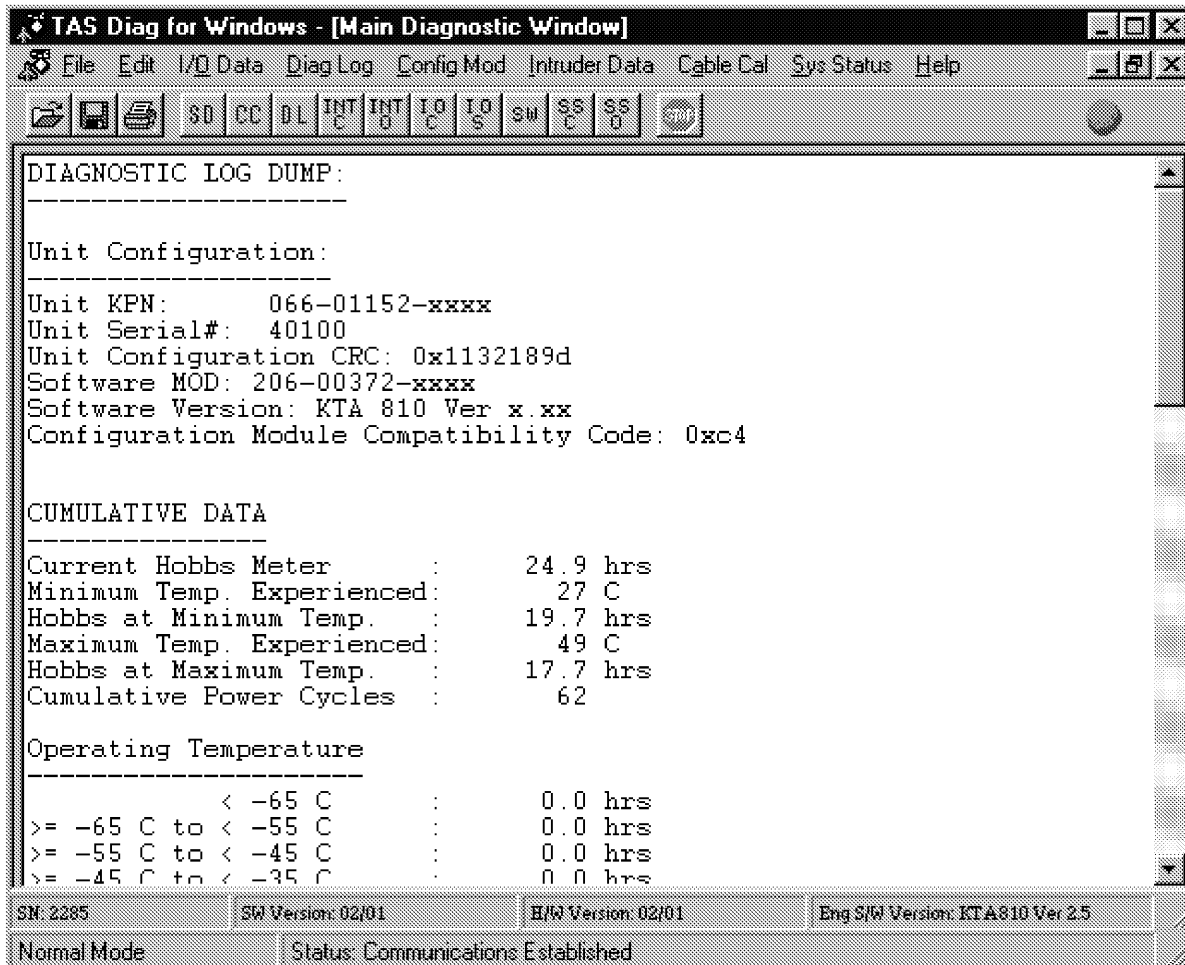 TAS Diag for Windows - [Main Diagnostic Window]
File Edit I/O Data Diag Log Config Mod Intruder Data Cable Cal Sys Status Help
SD CC DL INT C INT O IO C IO S SW SS C SS O STOP
DIAGNOSTIC LOG DUMP:
--------------------
Unit Configuration:
-------------------
Unit KPN: 066-01152-xxxx
Unit Serial#: 40100
Unit Configuration CRC: 0x1132189d
Software MOD: 206-00372-xxxx
Software Version: KTA 810 Ver x.xx
Configuration Module Compatibility Code: 0xc4
CUMULATIVE DATA
---------------
Current Hobbs Meter : 24.9 hrs
Minimum Temp. Experienced: 27 C
Hobbs at Minimum Temp. : 19.7 hrs
Maximum Temp. Experienced: 49 C
Hobbs at Maximum Temp. : 17.7 hrs
Cumulative Power Cycles : 62
Operating Temperature
---------------------
< -65 C : 0.0 hrs
>= -65 C to < -55 C : 0.0 hrs
>= -55 C to < -45 C : 0.0 hrs
>= -45 C to < -35 C : 0.0 hrs
SN: 2285 SW Version: 02/01 H/W Version: 02/01 Eng S/W Version: KTA810 Ver 2.5
Normal Mode Status: Communications Established